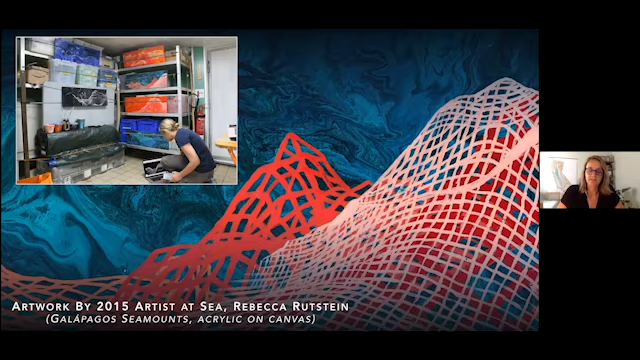 Artwork By 2015 Artist at Sea, Rebecca Rutstein
(Galápagos Seamounts, acrylic on canvas)